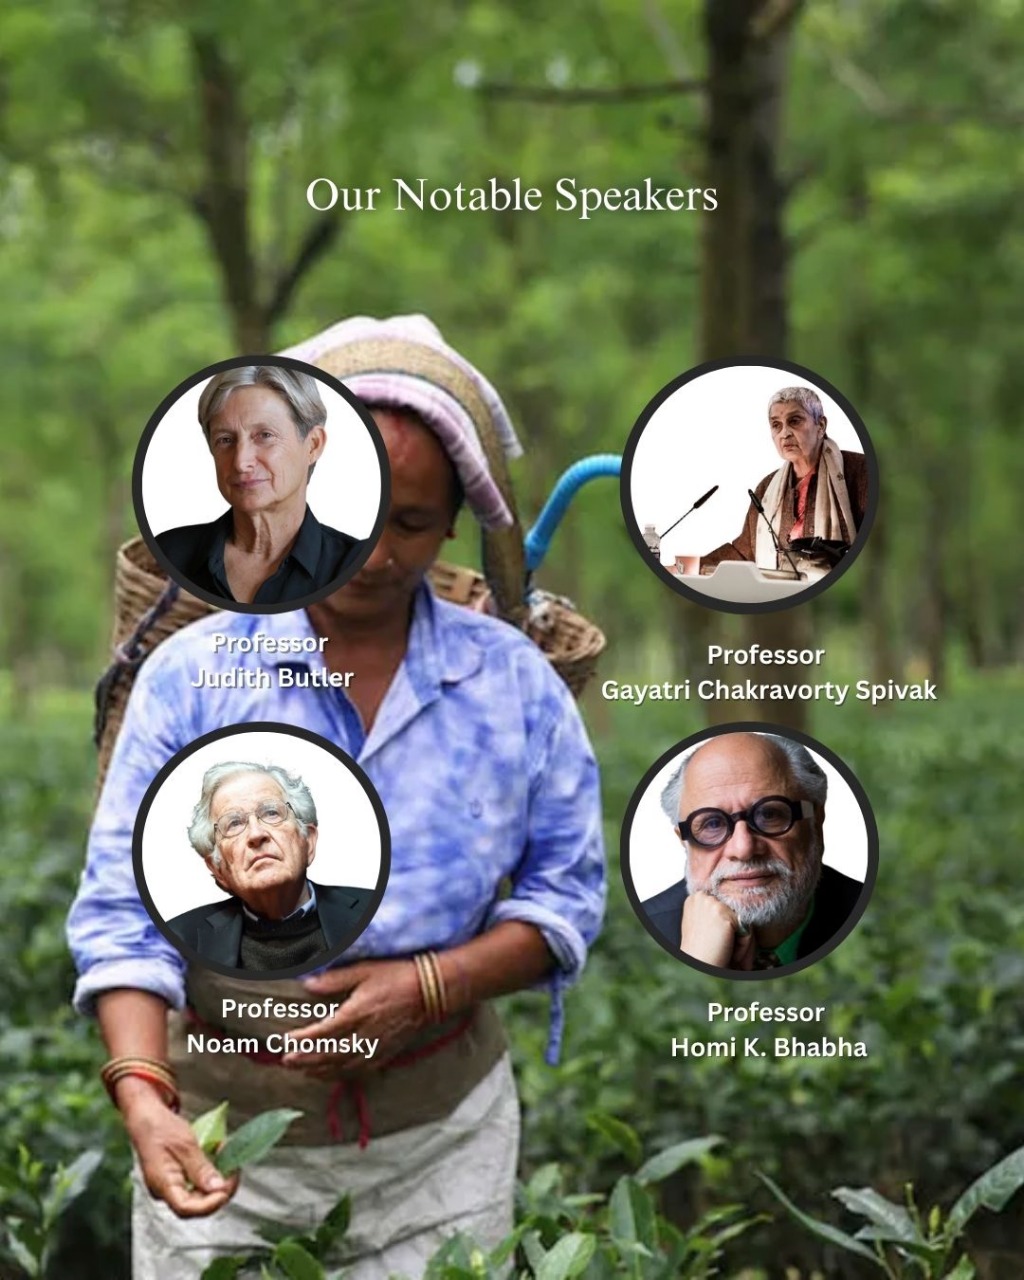 Our Notable Speakers
Professor
Judith Butler
Professor
Gayatri Chakravorty Spivak
Professor
Noam Chomsky
Professor
Homi K. Bhabha